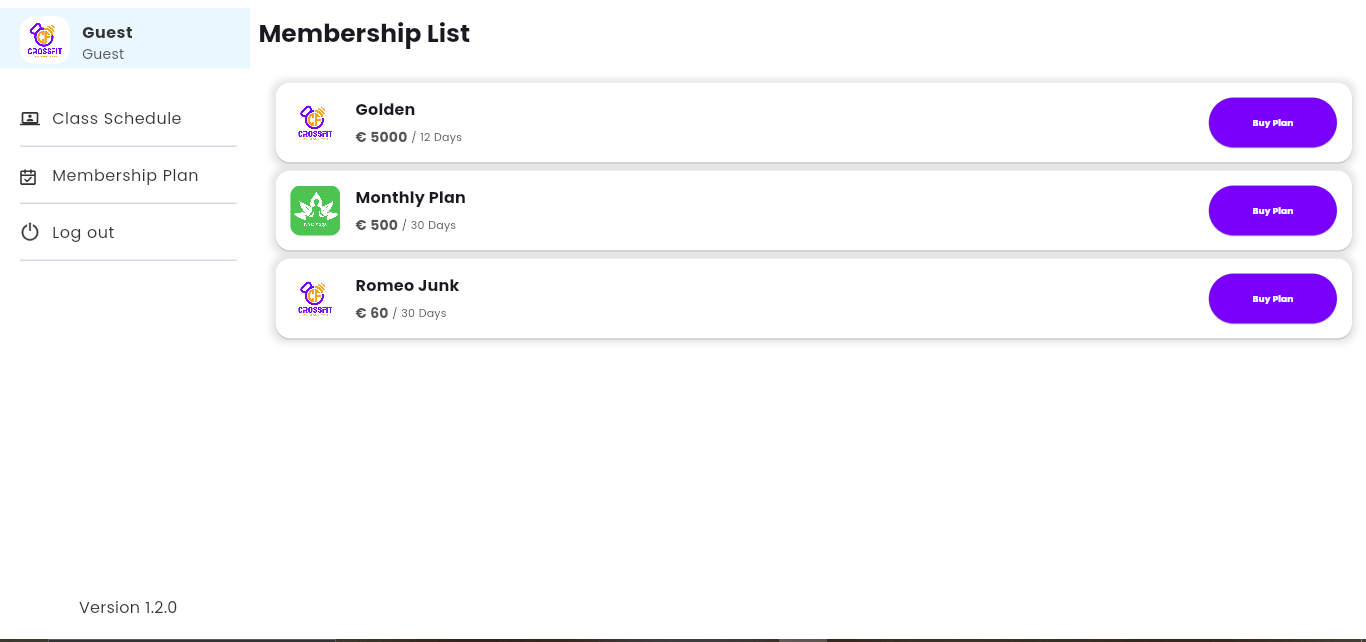 Guest
Guest
CROSSFIT
Class Schedule
Membership Plan
Log out
Version 1.2.0
Membership List
Golden
€ 5000 / 12 Days
CROSSFIT
Buy Plan
Monthly Plan
€ 500 / 30 Days
Buy Plan
Romeo Junk
€ 60 / 30 Days
CROSSFIT
Buy Plan